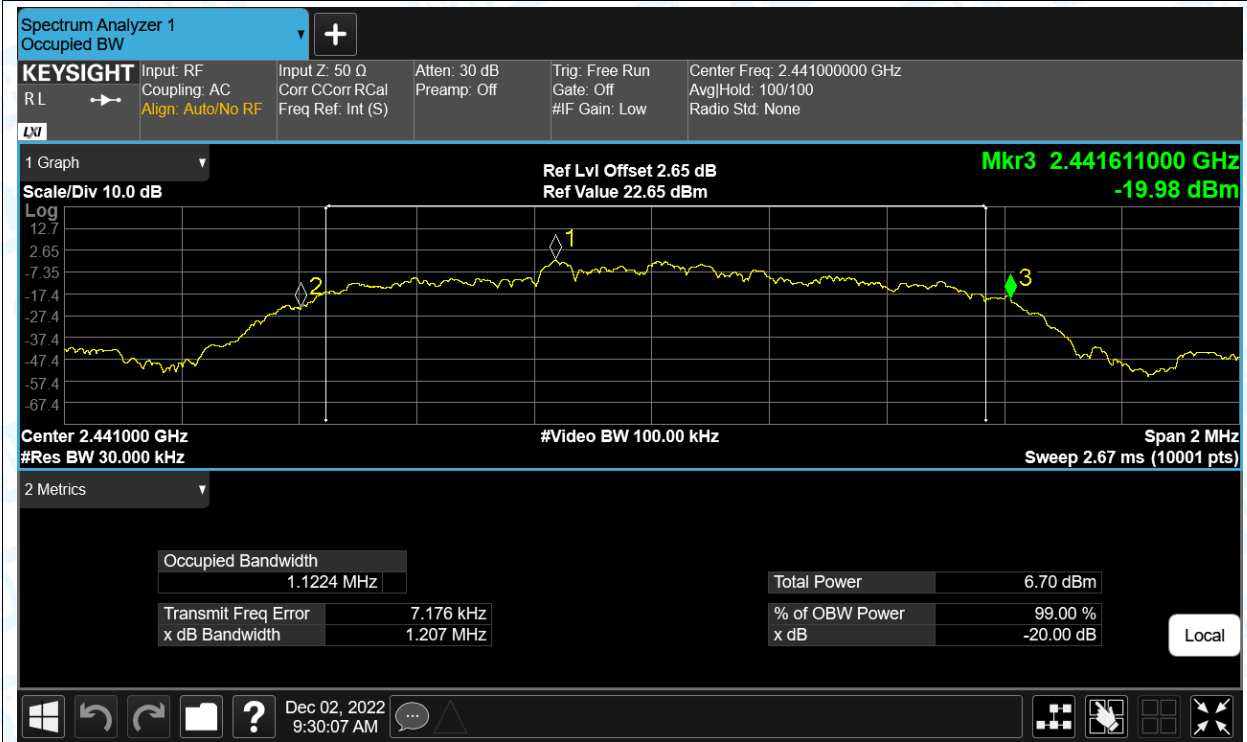 Spectrum Analyzer 1
Occupied BW
KEYSIGHT
R L
LXI
Input: RF
Coupling: AC
Align: Auto/No RF
Input Z: 50 Ω
Corr CCorr RCal
Freq Ref: Int (S)
Atten: 30 dB
Preamp: Off
Trig: Free Run
Gate: Off
#IF Gain: Low
Center Freq: 2.441000000 GHz
Avg|Hold: 100/100
Radio Std: None
1 Graph
Scale/Div 10.0 dB
Ref Lvl Offset 2.65 dB
Ref Value 22.65 dBm
Mkr3 2.441611000 GHz
-19.98 dBm
Log
12.7
2.65
-7.35
-17.4
-27.4
-37.4
-47.4
-57.4
-67.4
1
2
3
Center 2.441000 GHz
#Video BW 100.00 kHz
Span 2 MHz
#Res BW 30.000 kHz
Sweep 2.67 ms (10001 pts)
2 Metrics
Occupied Bandwidth
1.1224 MHz
Total Power 6.70 dBm
Transmit Freq Error 7.176 kHz
% of OBW Power 99.00 %
x dB Bandwidth 1.207 MHz
x dB -20.00 dB
Local
?
Dec 02, 2022
9:30:07 AM